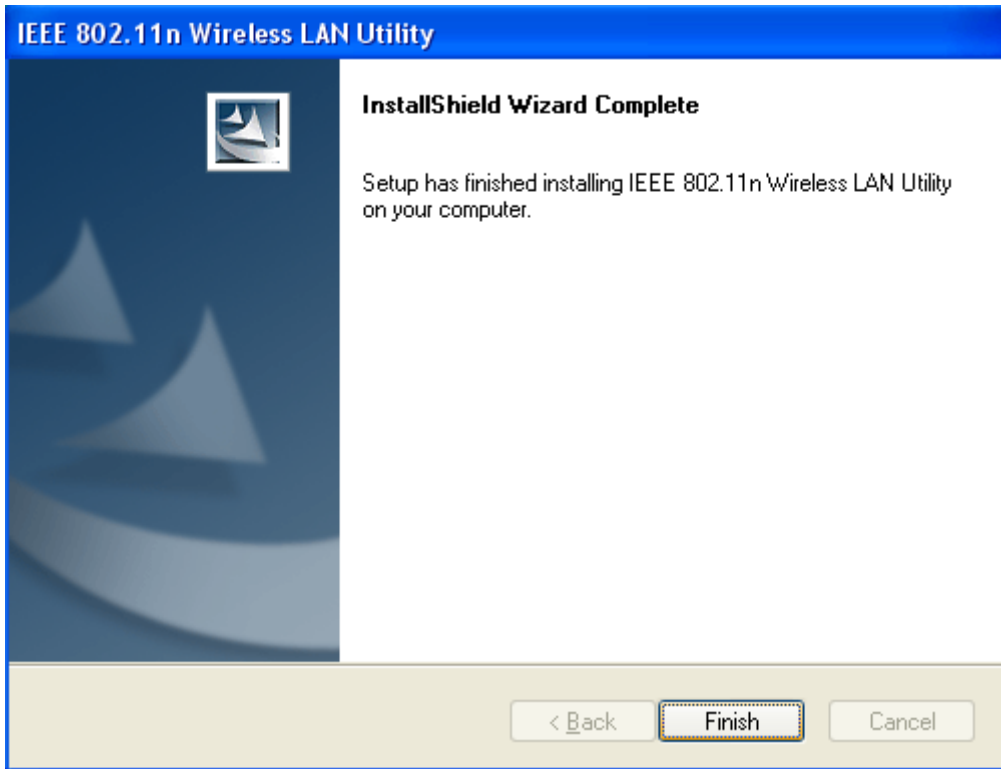 IEEE 802.11n Wireless LAN Utility
InstallShield Wizard Complete
Setup has finished installing IEEE 802.11n Wireless LAN Utility
on your computer.
< Back
Finish
Cancel